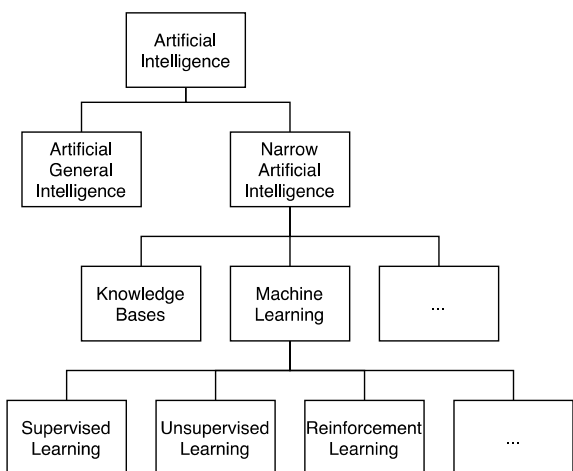 Artificial
Intelligence
Artificial
General
Intelligence
Narrow
Artificial
Intelligence
Knowledge
Bases
Machine
Learning
...
Supervised
Learning
Unsupervised
Learning
Reinforcement
Learning
...